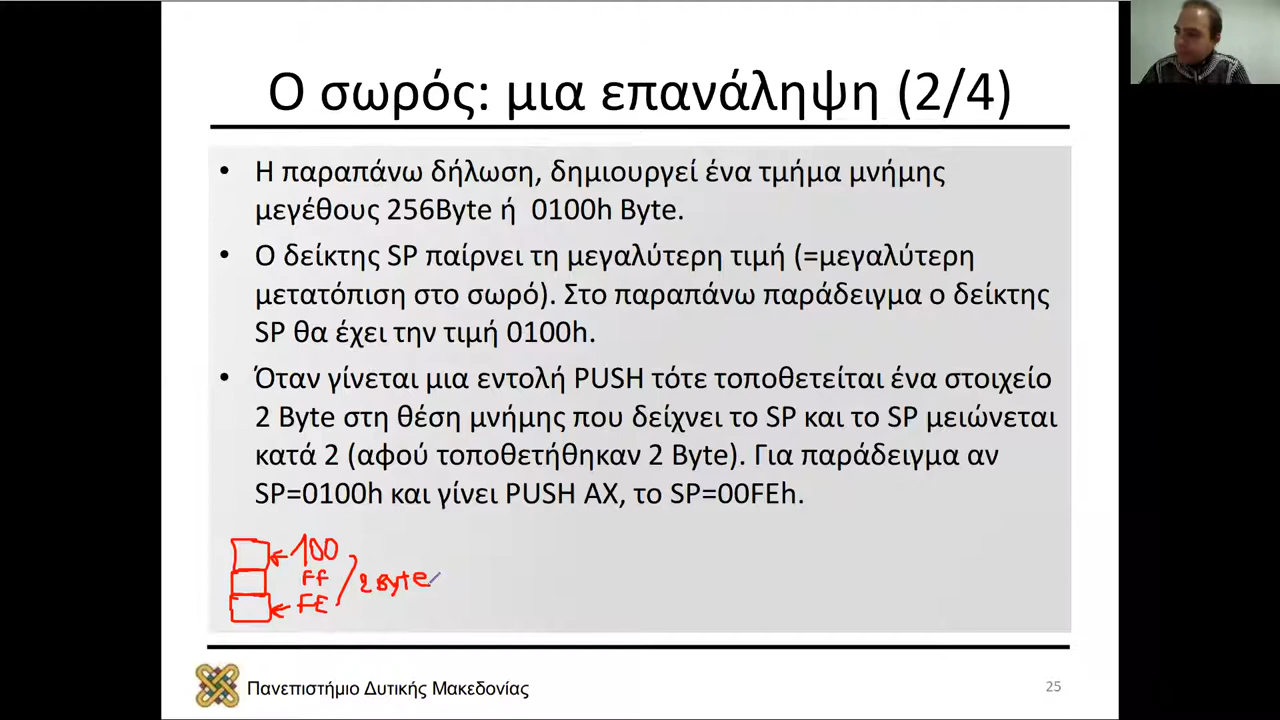 Ο σωρός: μια επανάληψη (2/4)
• Η παραπάνω δήλωση, δημιουργεί ένα τμήμα μνήμης
μεγέθους 256Byte ή 0100h Byte.
• Ο δείκτης SP παίρνει τη μεγαλύτερη τιμή (=μεγαλύτερη
μετατόπιση στο σωρό). Στο παραπάνω παράδειγμα ο δείκτης
SP θα έχει την τιμή 0100h.
• Όταν γίνεται μια εντολή PUSH τότε τοποθετείται ένα στοιχείο
2 Byte στη θέση μνήμης που δείχνει το SP και το SP μειώνεται
κατά 2 (αφού τοποθετήθηκαν 2 Byte). Για παράδειγμα αν
SP=0100h και γίνει PUSH AX, το SP=00FEh.
100
FF
2 Byte
FE
Πανεπιστήμιο Δυτικής Μακεδονίας
25